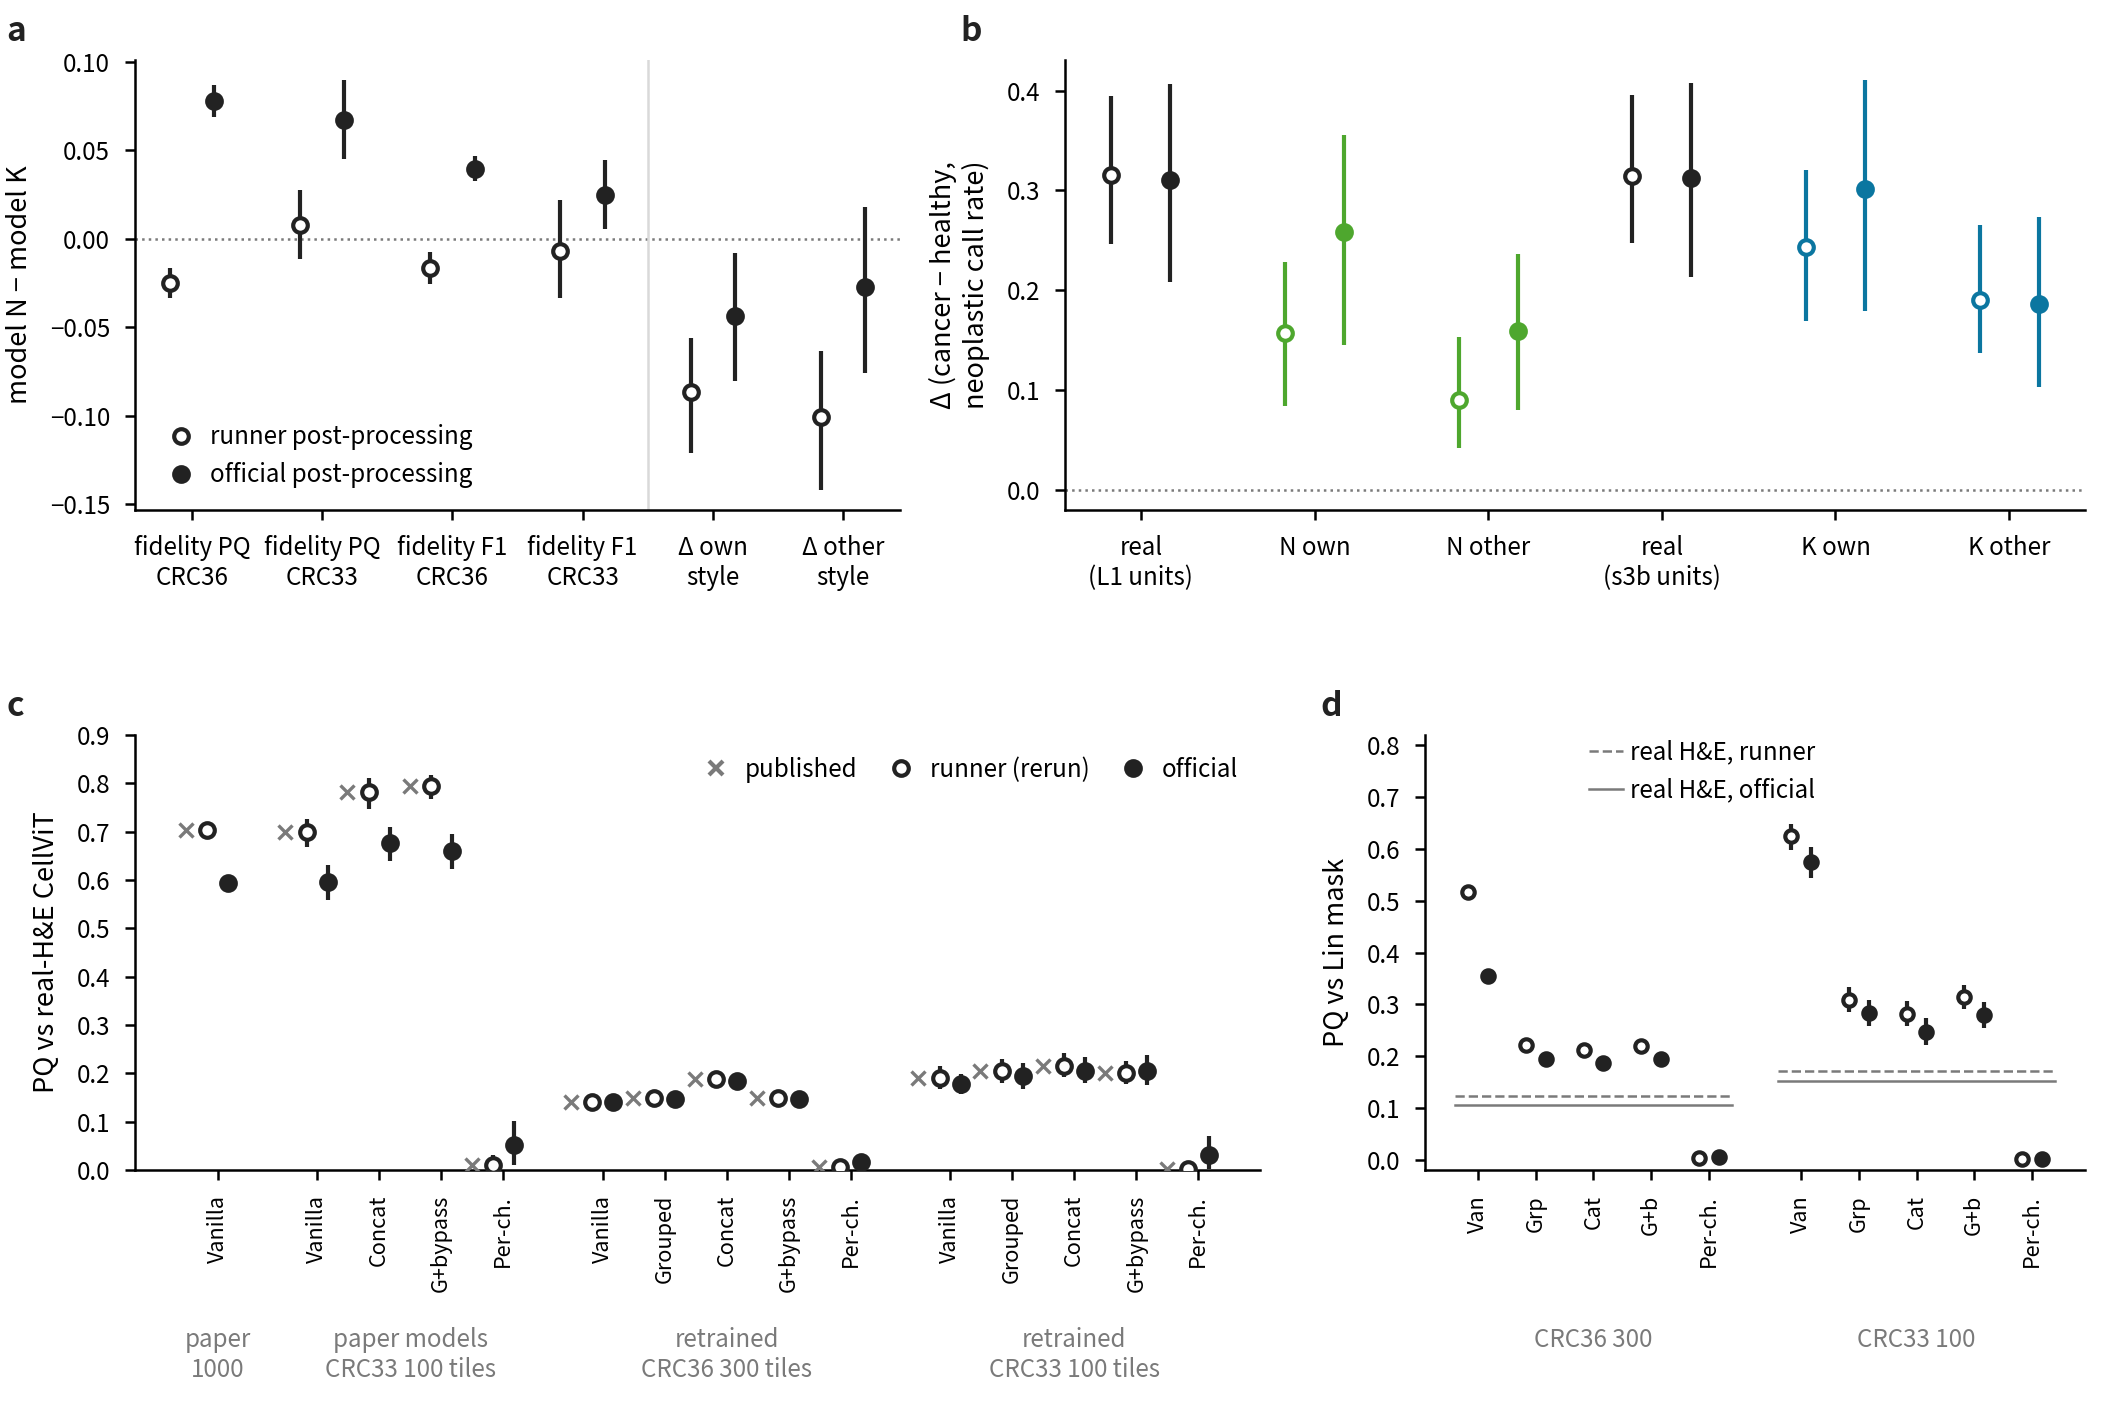 a
0.10
0.05
0.00
−0.05
−0.10
−0.15
model N − model K
runner post-processing
official post-processing
fidelity PQ
CRC36
fidelity PQ
CRC33
fidelity F1
CRC36
fidelity F1
CRC33
Δ own
style
Δ other
style
b
0.4
0.3
0.2
0.1
0.0
Δ (cancer − healthy,
neoplastic call rate)
real
(L1 units)
N own
N other
real
(s3b units)
K own
K other
c
0.9
0.8
0.7
0.6
0.5
0.4
0.3
0.2
0.1
0.0
PQ vs real-H&E CellViT
published
runner (rerun)
official
Vanilla
Vanilla
Concat
G+bypass
Per-ch.
Vanilla
Grouped
Concat
G+bypass
Per-ch.
Vanilla
Grouped
Concat
G+bypass
Per-ch.
paper
1000
paper models
CRC33 100 tiles
retrained
CRC36 300 tiles
retrained
CRC33 100 tiles
d
0.8
0.7
0.6
0.5
0.4
0.3
0.2
0.1
0.0
PQ vs Lin mask
real H&E, runner
real H&E, official
Van
Grp
Cat
G+b
Per-ch.
Van
Grp
Cat
G+b
Per-ch.
CRC36 300
CRC33 100